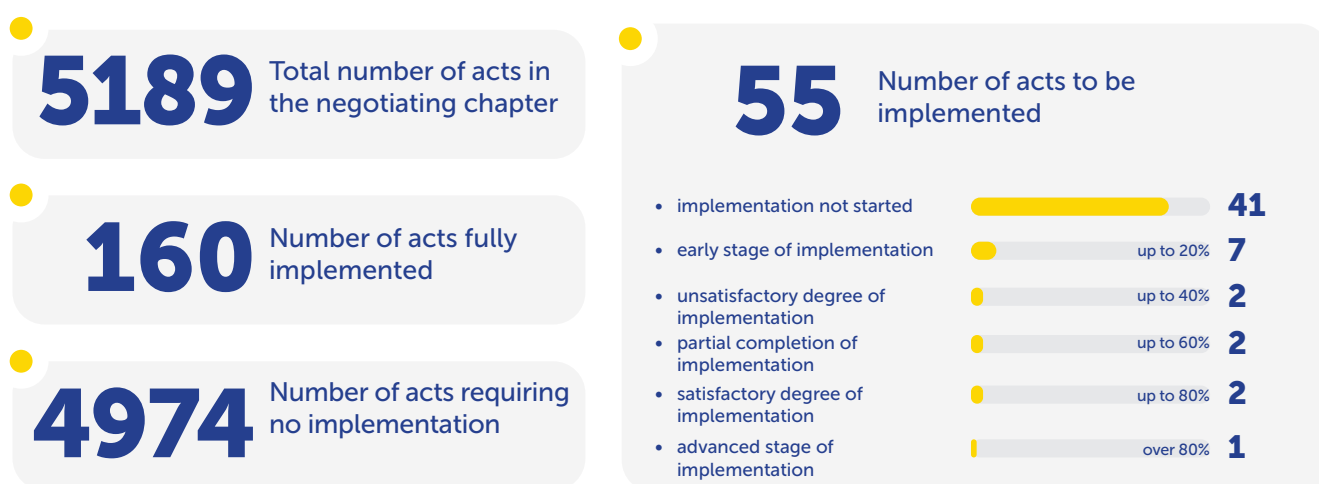 5189
Total number of acts in
the negotiating chapter
160
Number of acts fully
implemented
4974
Number of acts requiring
no implementation
55
Number of acts to be
implemented
• implementation not started 41
• early stage of implementation up to 20% 7
• unsatisfactory degree of
implementation up to 40% 2
• partial completion of
implementation up to 60% 2
• satisfactory degree of
implementation up to 80% 2
• advanced stage of
implementation over 80% 1